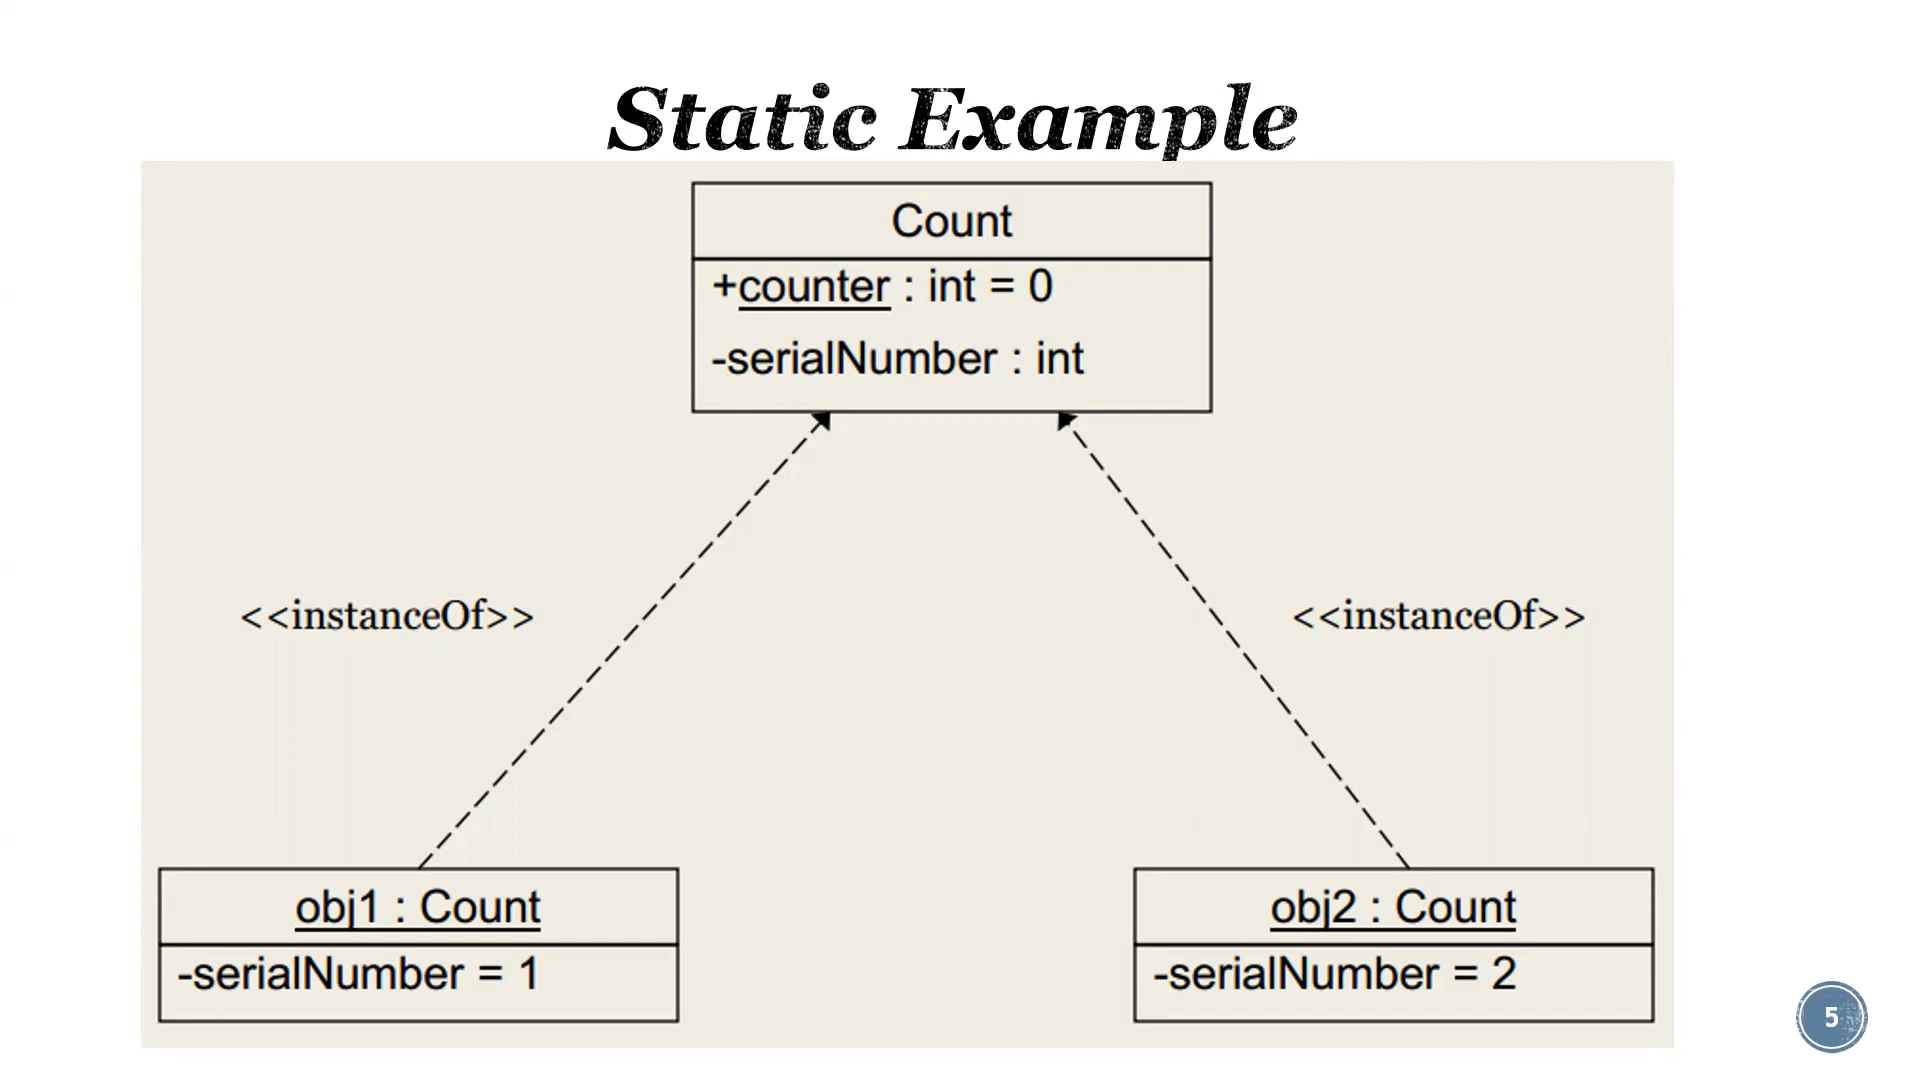 Static Example
Count
+counter : int = 0
-serialNumber : int
<<instanceOf>>
<<instanceOf>>
obj1 : Count
-serialNumber = 1
obj2 : Count
-serialNumber = 2
5